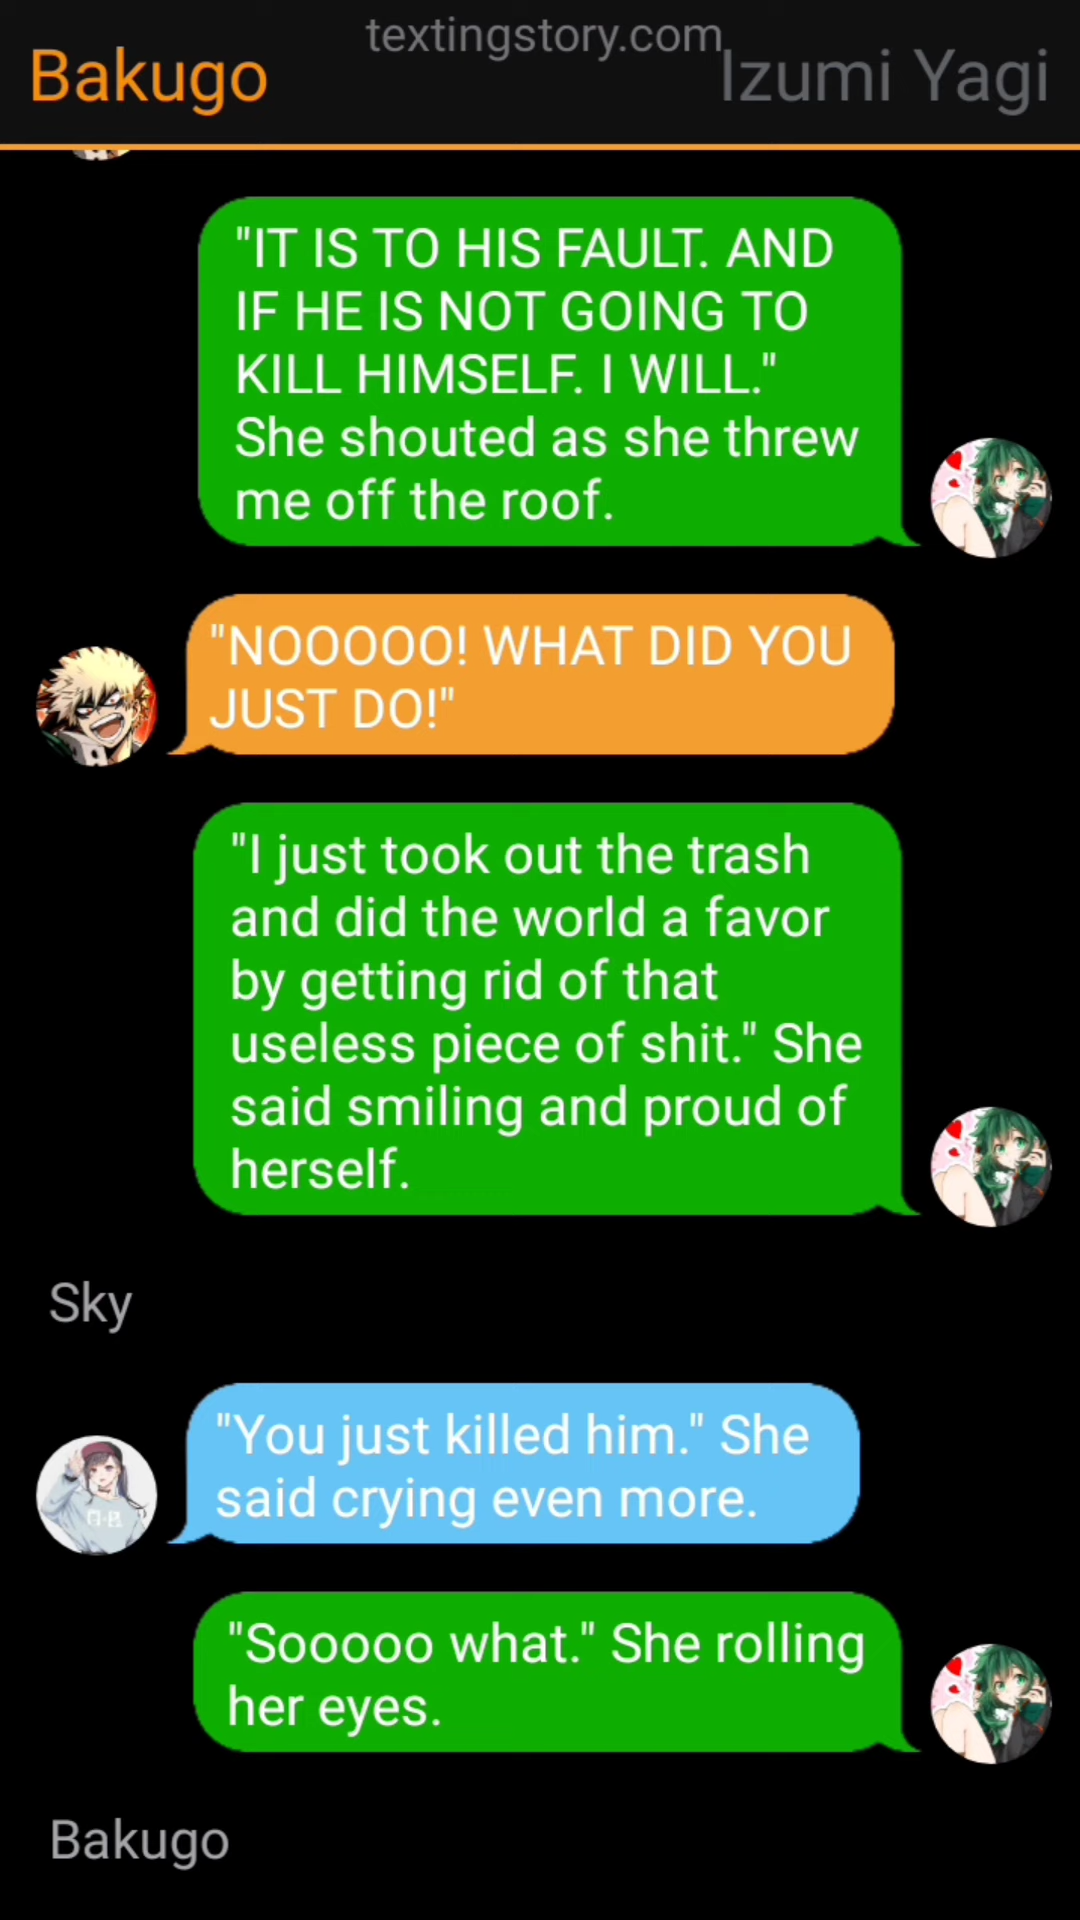 textingstory.com
Bakugo
Izumi Yagi
"IT IS TO HIS FAULT. AND
IF HE IS NOT GOING TO
KILL HIMSELF. I WILL."
She shouted as she threw
me off the roof.
"NOOOOO! WHAT DID YOU
JUST DO!"
"I just took out the trash
and did the world a favor
by getting rid of that
useless piece of shit." She
said smiling and proud of
herself.
Sky
"You just killed him." She
said crying even more.
"Sooooo what." She rolling
her eyes.
Bakugo